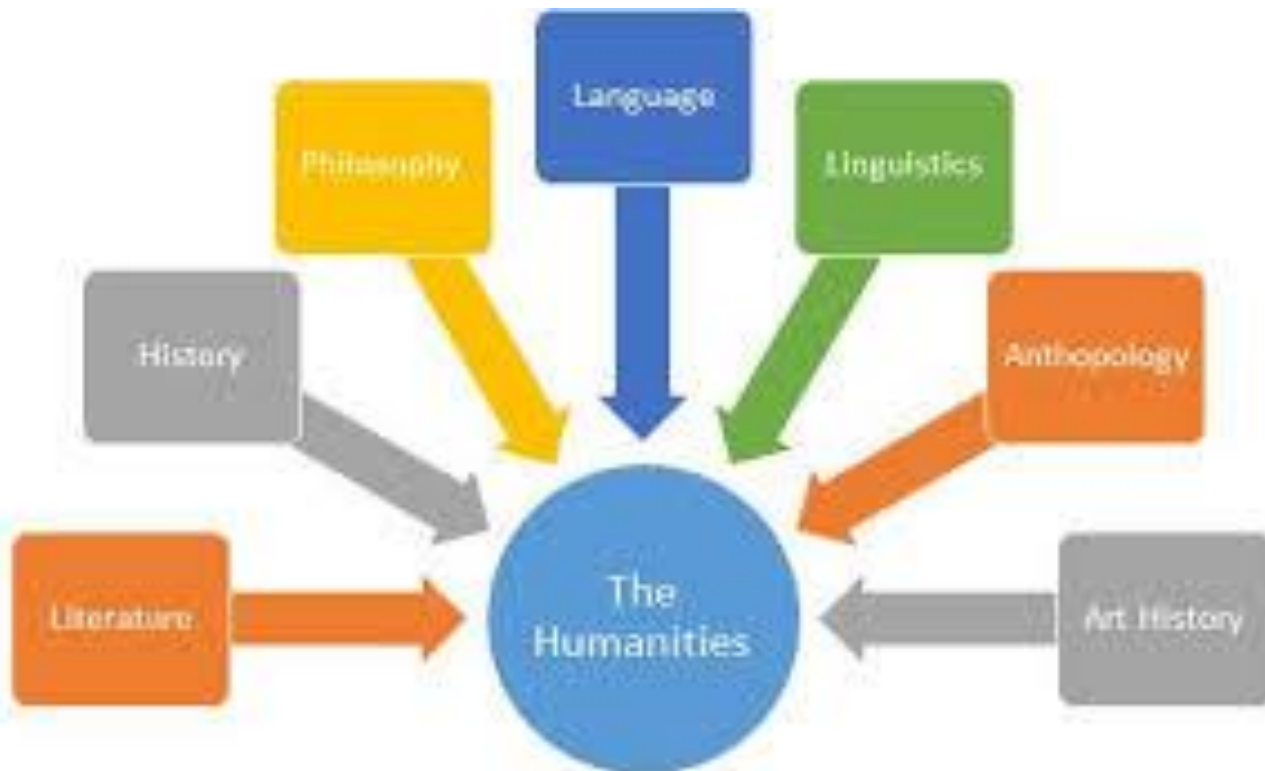 Language
Philosophy
Linguistics
History
Anthopology
Literature
The
Humanities
Art History